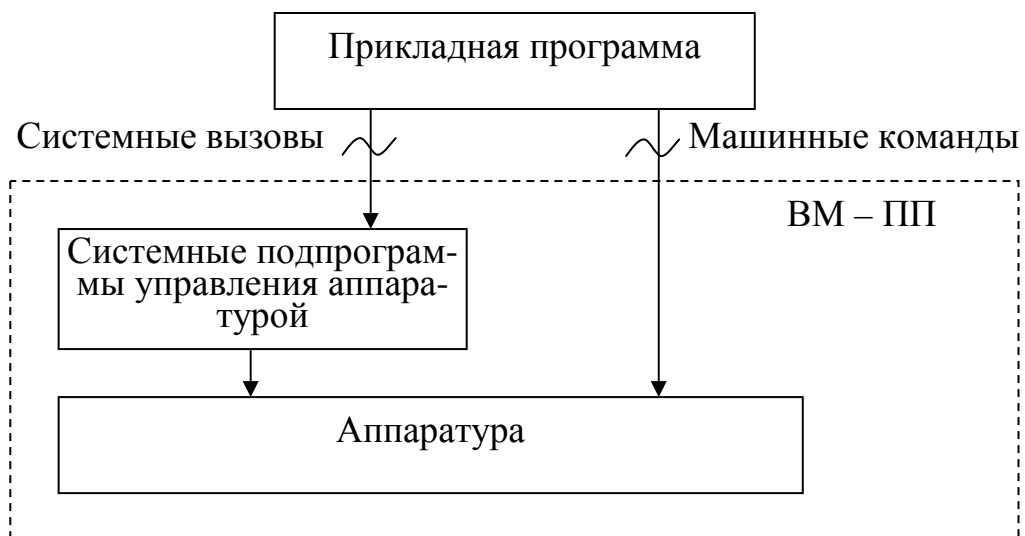 Прикладная программа
Системные вызовы
Машинные команды
ВМ – ПП
Системные подпрограм-
мы управления аппара-
турой
Аппаратура